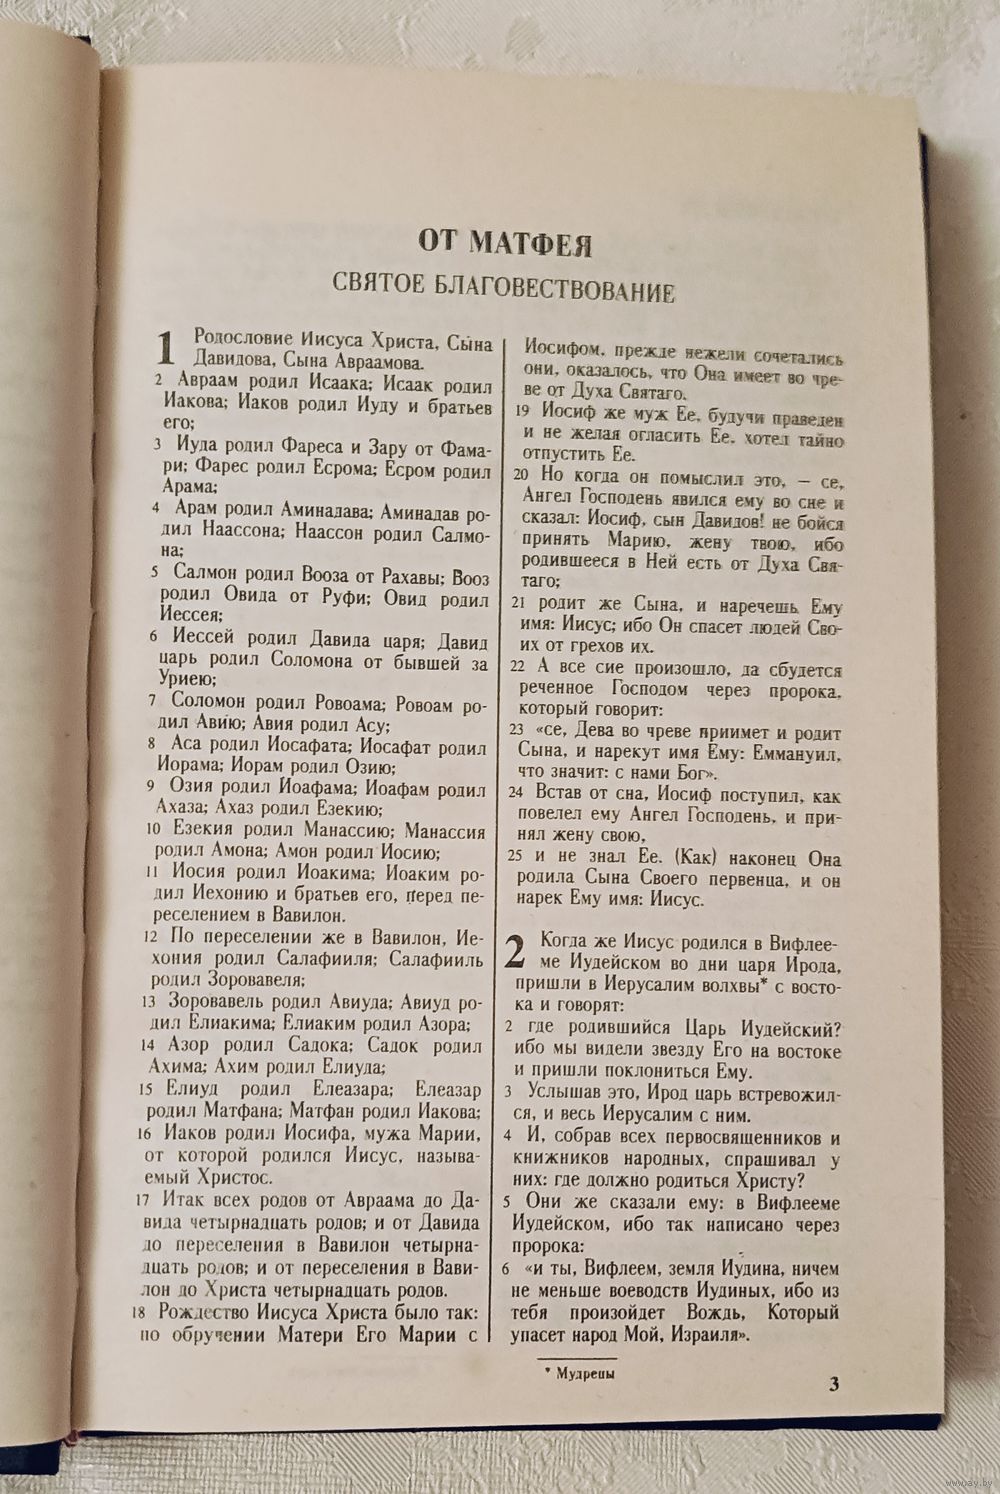 ОТ МАТФЕЯ
СВЯТОЕ БЛАГОВЕСТВОВАНИЕ
1 Родословие Иисуса Христа, Сына
Давидова, Сына Авраамова.
2 Авраам родил Исаака; Исаак родил
Иакова; Иаков родил Иуду и братьев
его;
3 Иуда родил Фареса и Зару от Фама-
ри; Фарес родил Есрома; Есром родил
Арама;
4 Арам родил Аминадава; Аминадав ро-
дил Наассона; Наассон родил Салмо-
на;
5 Салмон родил Вооза от Рахавы; Вооз
родил Овида от Руфи; Овид родил
Иессея;
6 Иессей родил Давида царя; Давид
царь родил Соломона от бывшей за
Уриею;
7 Соломон родил Ровоама; Ровоам ро-
дил Авию; Авия родил Асу;
8 Аса родил Иосафата; Иосафат родил
Иорама; Иорам родил Озию;
9 Озия родил Иоафама; Иоафам родил
Ахаза; Ахаз родил Езекию;
10 Езекия родил Манассию; Манассия
родил Амона; Амон родил Иосию;
11 Иосия родил Иоакима; Иоаким ро-
дил Иехонию и братьев его, перед пе-
реселением в Вавилон.
12 По переселении же в Вавилон, Ие-
хония родил Салафииля; Салафииль
родил Зоровавеля;
13 Зоровавель родил Авиуда; Авиуд ро-
дил Елиакима; Елиаким родил Азора;
14 Азор родил Садока; Садок родил
Ахима; Ахим родил Елиуда;
15 Елиуд родил Елеазара; Елеазар
родил Матфана; Матфан родил Иакова;
16 Иаков родил Иосифа, мужа Марии,
от которой родился Иисус, называ-
емый Христос.
17 Итак всех родов от Авраама до Да-
вида четырнадцать родов; и от Давида
до переселения в Вавилон четырна-
дцать родов; и от переселения в Вави-
лон до Христа четырнадцать родов.
18 Рождество Иисуса Христа было так:
по обручении Матери Его Марии с
Иосифом, прежде нежели сочетались
они, оказалось, что Она имеет во чре-
ве от Духа Святаго.
19 Иосиф же муж Ее, будучи праведен
и не желая огласить Ее, хотел тайно
отпустить Ее.
20 Но когда он помыслил это, – се,
Ангел Господень явился ему во сне и
сказал: Иосиф, сын Давидов! не бойся
принять Марию, жену твою, ибо
родившееся в Ней есть от Духа Свя-
таго;
21 родит же Сына, и наречешь Ему
имя: Иисус; ибо Он спасет людей Сво-
их от грехов их.
22 А все сие произошло, да сбудется
реченное Господом через пророка,
который говорит:
23 «се, Дева во чреве приимет и родит
Сына, и нарекут имя Ему: Еммануил,
что значит: с нами Бог».
24 Встав от сна, Иосиф поступил, как
повелел ему Ангел Господень, и при-
нял жену свою,
25 и не знал Ее. (Как) наконец Она
родила Сына Своего первенца, и он
нарек Ему имя: Иисус.
2 Когда же Иисус родился в Вифлее-
ме Иудейском во дни царя Ирода,
пришли в Иерусалим волхвы* с восто-
ка и говорят:
2 где родившийся Царь Иудейский?
ибо мы видели звезду Его на востоке
и пришли поклониться Ему.
3 Услышав это, Ирод царь встревожил-
ся, и весь Иерусалим с ним.
4 И, собрав всех первосвященников и
книжников народных, спрашивал у
них: где должно родиться Христу?
5 Они же сказали ему: в Вифлееме
Иудейском, ибо так написано через
пророка:
6 «и ты, Вифлеем, земля Иудина, ничем
не меньше воеводств Иудиных, ибо из
тебя произойдет Вождь, Который
упасет народ Мой, Израиля».
* Мудрецы
3
www.ay.by